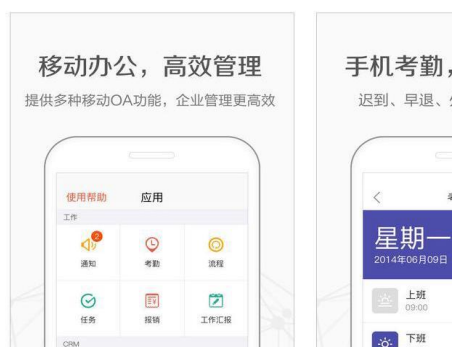 移动办公，高效管理
提供多种移动OA功能，企业管理更高效
使用帮助 应用
工作
2
通知 考勤 流程
任务 报销 工作汇报
CRM
手机考勤，
迟到、早退、
星期一
2014年06月09日
上班
09:00
下班